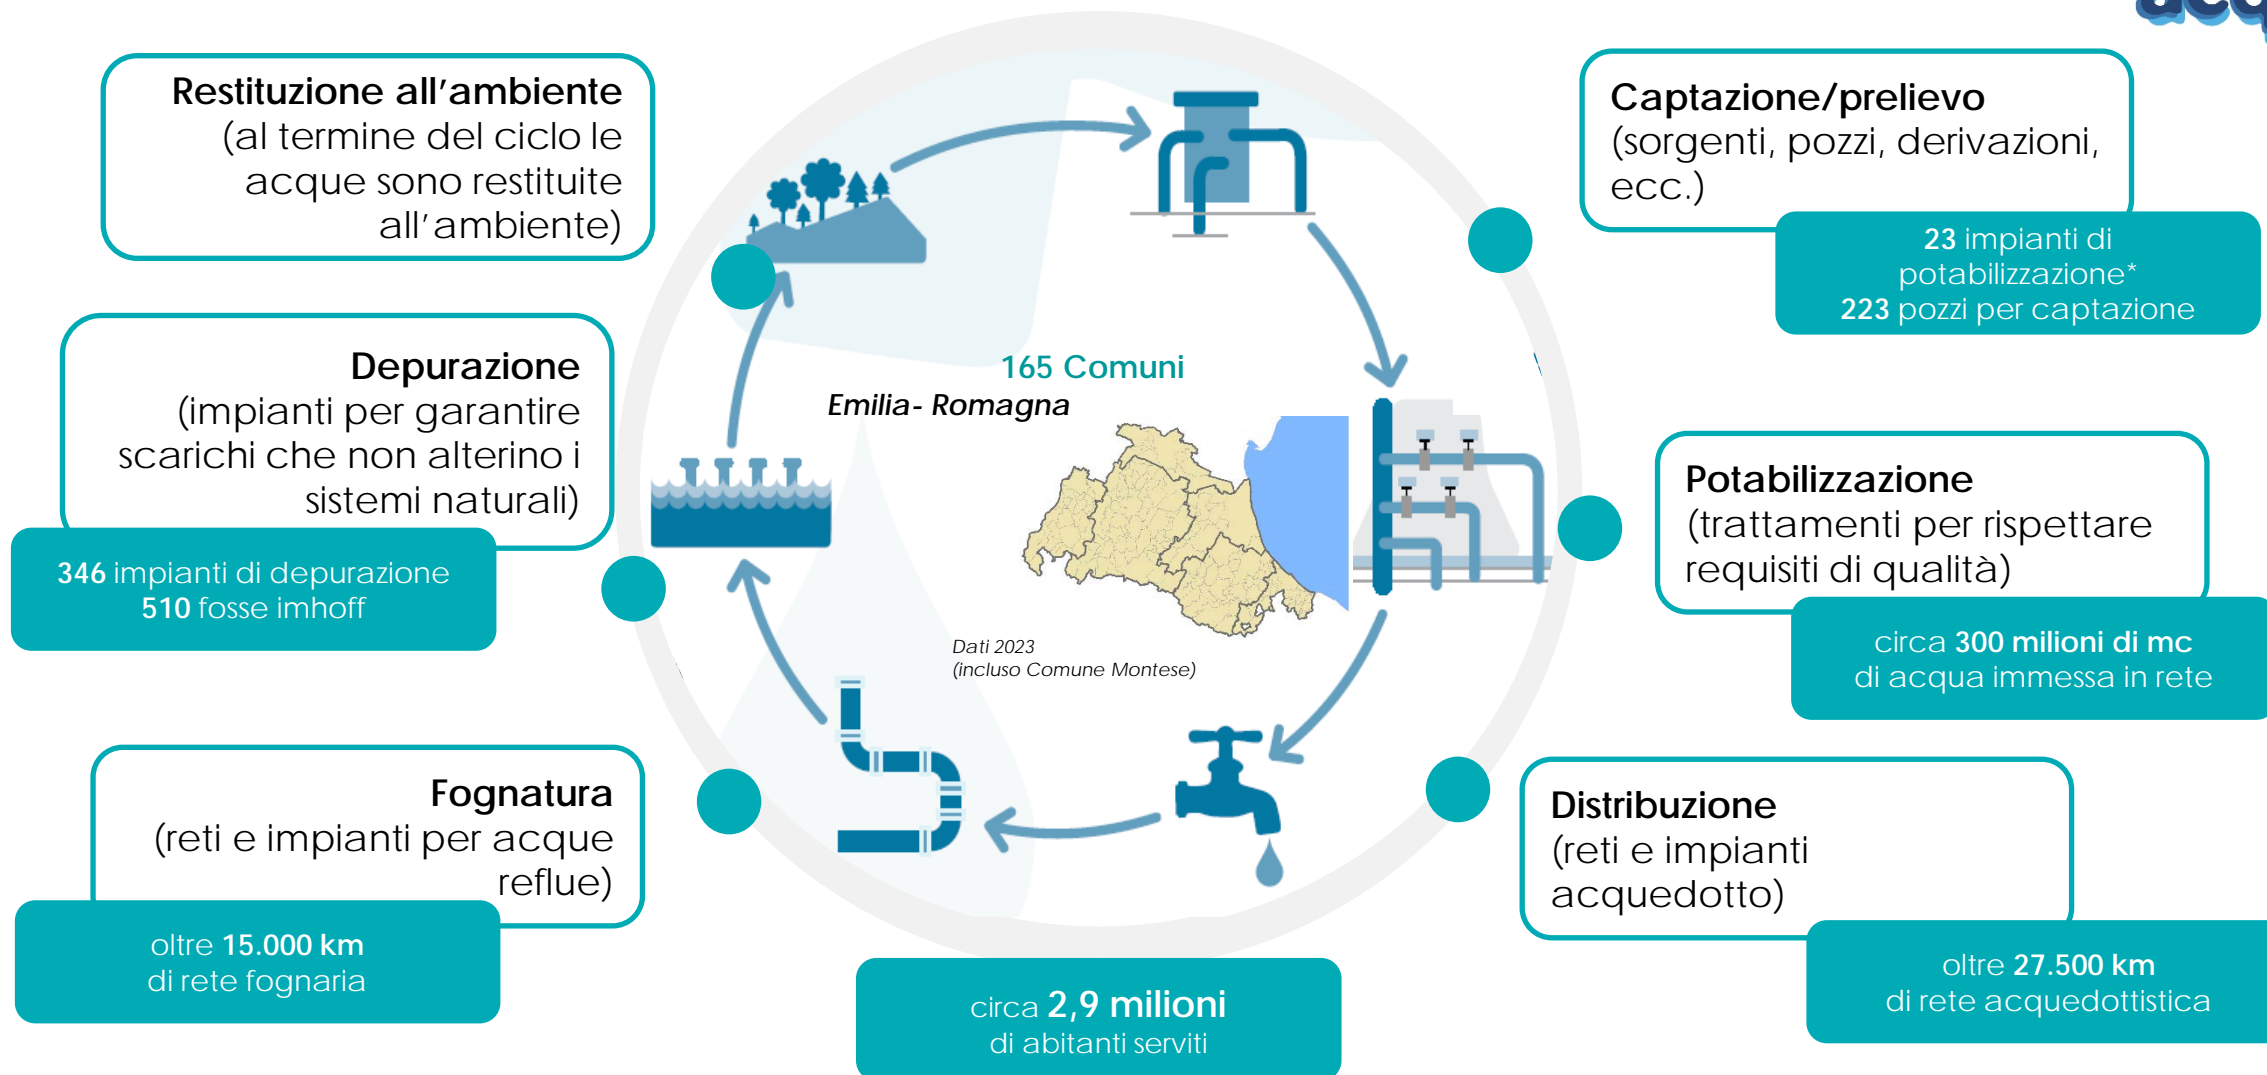 Restituzione all'ambiente
(al termine del ciclo le
acque sono restituite
all'ambiente)
Captazione/prelievo
(sorgenti, pozzi, derivazioni,
ecc.)
23 impianti di
potabilizzazione*
223 pozzi per captazione
Depurazione
(impianti per garantire
scarichi che non alterino i
sistemi naturali)
346 impianti di depurazione
510 fosse imhoff
165 Comuni
Emilia- Romagna
Dati 2023
(incluso Comune Montese)
Potabilizzazione
(trattamenti per rispettare
requisiti di qualità)
circa 300 milioni di mc
di acqua immessa in rete
Fognatura
(reti e impianti per acque
reflue)
oltre 15.000 km
di rete fognaria
Distribuzione
(reti e impianti
acquedotto)
oltre 27.500 km
di rete acquedottistica
circa 2,9 milioni
di abitanti serviti